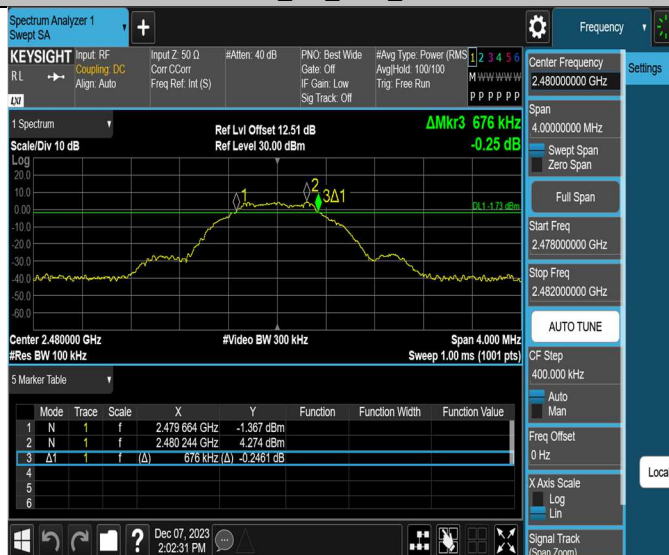 Spectrum Analyzer 1
Swept SA
Frequency
KEYSIGHT
Input: RF
Coupling: DC
Align: Auto
Input Z: 50 Ω
Corr CCorr
Freq Ref: Int (S)
#Atten: 40 dB
PNO: Best Wide
Gate: Off
IF Gain: Low
Sig Track: Off
#Avg Type: Power (RMS
Avg|Hold: 100/100
Trig: Free Run
1 2 3 4 5 6
M W W W W W
P P P P P P
R L
LXI
1 Spectrum
Scale/Div 10 dB
Ref Lvl Offset 12.51 dB
Ref Level 30.00 dBm
ΔMkr3 676 kHz
-0.25 dB
Log
20.0
10.0
0.00
-10.0
-20.0
-30.0
-40.0
-50.0
-60.0
1
2
3Δ1
DL1 -1.73 dBm
Center 2.480000 GHz
#Res BW 100 kHz
#Video BW 300 kHz
Span 4.000 MHz
Sweep 1.00 ms (1001 pts)
5 Marker Table
Mode Trace Scale X Y Function Function Width Function Value
1 N 1 f 2.479 664 GHz -1.367 dBm
2 N 1 f 2.480 244 GHz 4.274 dBm
3 Δ1 1 f (Δ) 676 kHz (Δ) -0.2461 dB
4
5
6
Dec 07, 2023
2:02:31 PM
Center Frequency
2.480000000 GHz
Span
4.00000000 MHz
Swept Span
Zero Span
Full Span
Start Freq
2.478000000 GHz
Stop Freq
2.482000000 GHz
AUTO TUNE
CF Step
400.000 kHz
Auto
Man
Freq Offset
0 Hz
X Axis Scale
Log
Lin
Signal Track
(Span Zoom)
Settings
Local